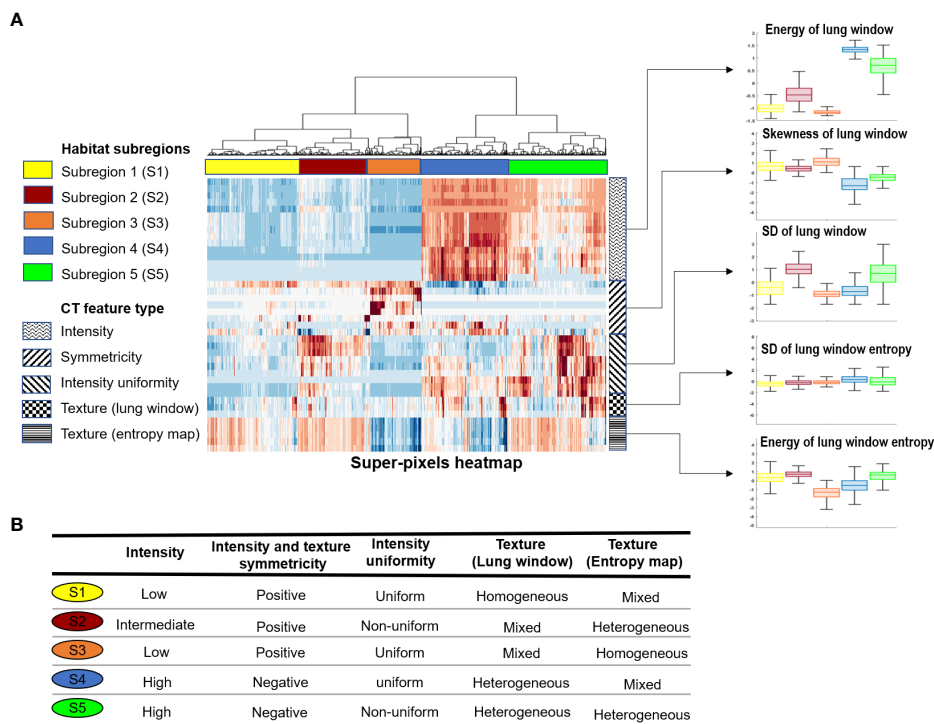 A
Habitat subregions
Subregion 1 (S1)
Subregion 2 (S2)
Subregion 3 (S3)
Subregion 4 (S4)
Subregion 5 (S5)
CT feature type
Intensity
Symmetricity
Intensity uniformity
Texture (lung window)
Texture (entropy map)
Super-pixels heatmap
Energy of lung window
Skewness of lung window
SD of lung window
SD of lung window entropy
Energy of lung window entropy
B
Intensity
Intensity and texture
symmetricity
Intensity
uniformity
Texture
(Lung window)
Texture
(Entropy map)
S1 Low Positive Uniform Homogeneous Mixed
S2 Intermediate Positive Non-uniform Mixed Heterogeneous
S3 Low Positive Uniform Mixed Homogeneous
S4 High Negative uniform Heterogeneous Mixed
S5 High Negative Non-uniform Heterogeneous Heterogeneous